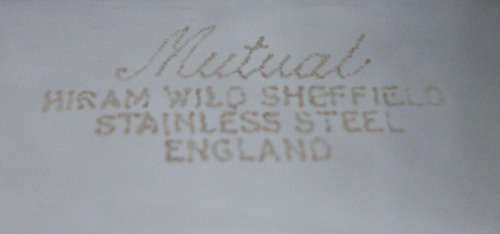 Mutual
HIRAM WILD SHEFFIELD
STAINLESS STEEL
ENGLAND